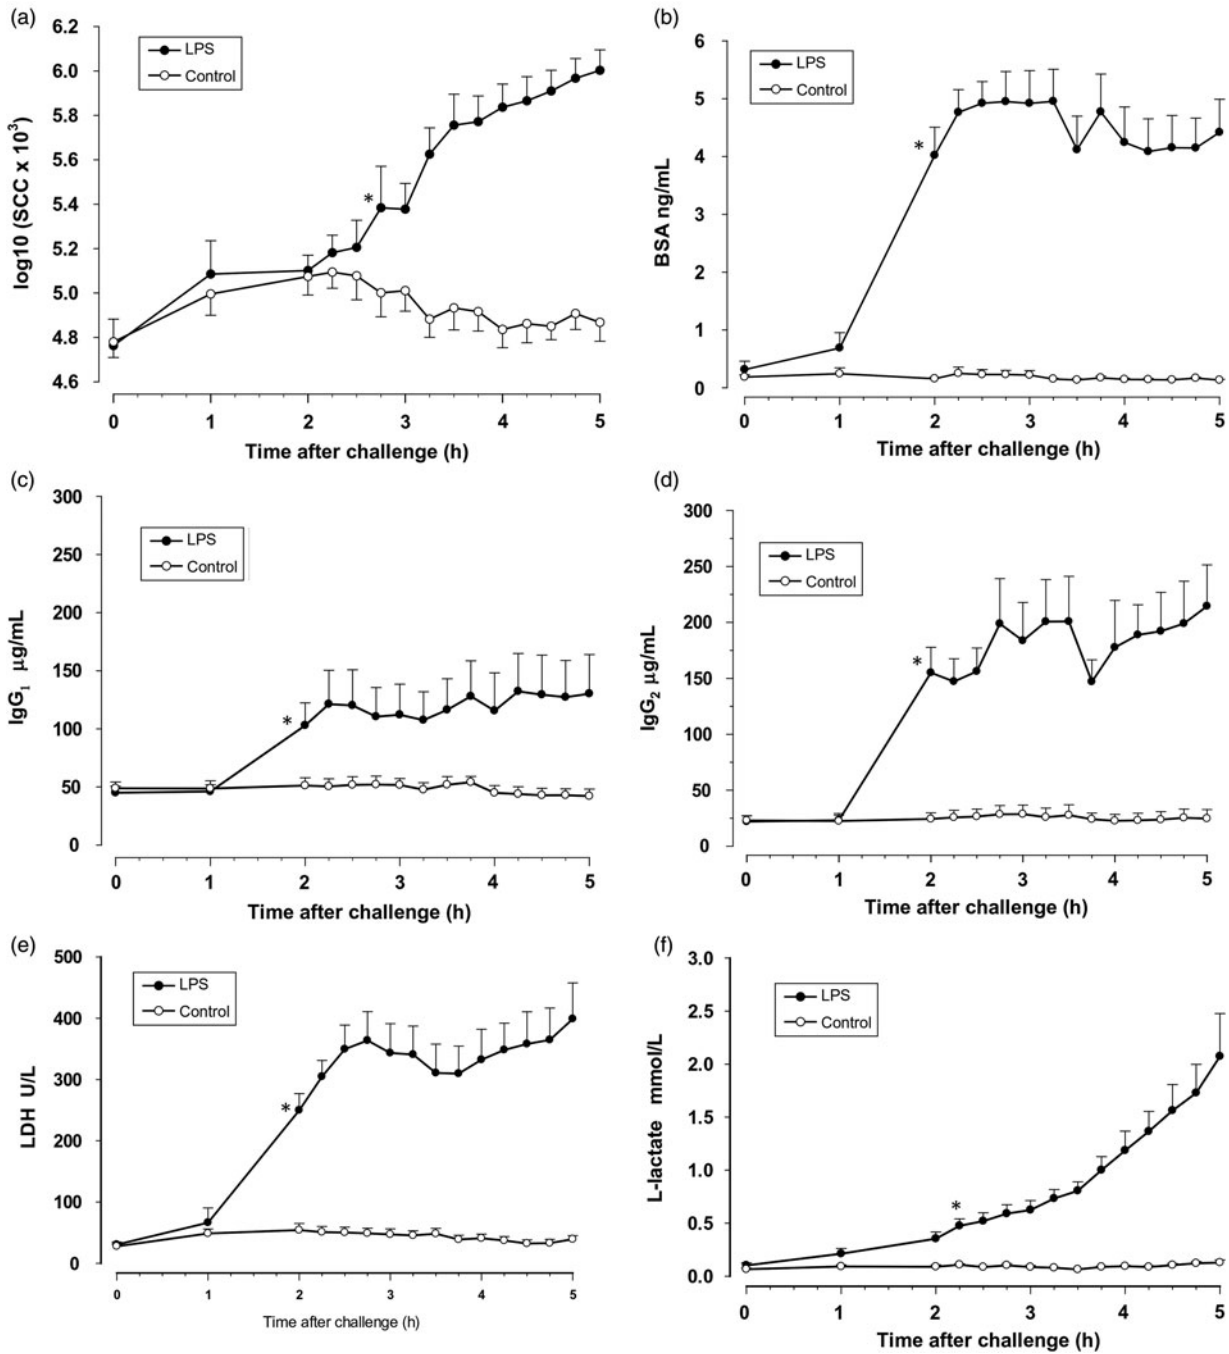 (a)
6.2
6.0
5.8
5.6
5.4
5.2
5.0
4.8
4.6
log10 (SCC x 10³)
LPS
Control
*
0 1 2 3 4 5
Time after challenge (h)
(b)
6
5
4
3
2
1
0
BSA ng/mL
LPS
Control
*
0 1 2 3 4 5
Time after challenge (h)
(c)
300
250
200
150
100
50
0
IgG₁ μg/mL
LPS
Control
*
0 1 2 3 4 5
Time after challenge (h)
(d)
300
250
200
150
100
50
0
IgG₂ μg/mL
LPS
Control
*
0 1 2 3 4 5
Time after challenge (h)
(e)
500
400
300
200
100
0
LDH U/L
LPS
Control
*
0 1 2 3 4 5
Time after challenge (h)
(f)
3.0
2.5
2.0
1.5
1.0
0.5
0.0
L-lactate mmol/L
LPS
Control
*
0 1 2 3 4 5
Time after challenge (h)